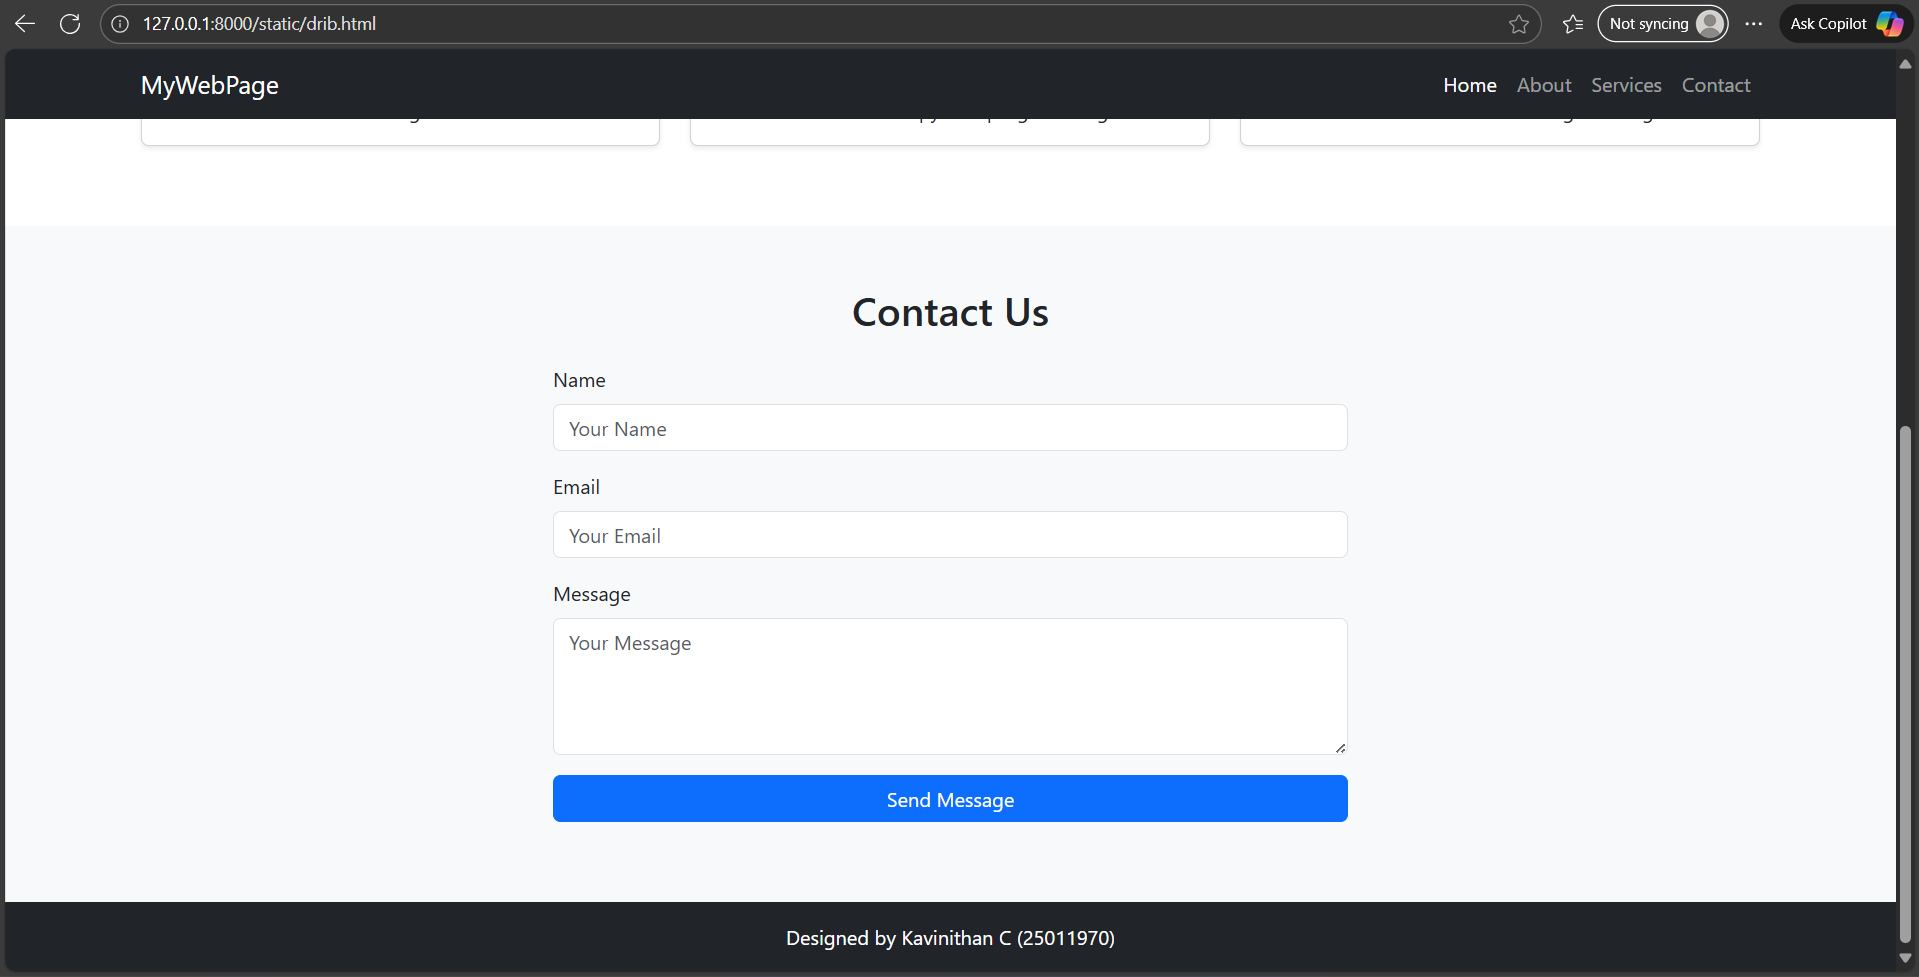 127.0.0.1:8000/static/drib.html
Not syncing
Ask Copilot
MyWebPage
Home About Services Contact
Contact Us
Name
Your Name
Email
Your Email
Message
Your Message
Send Message
Designed by Kavinithan C (25011970)